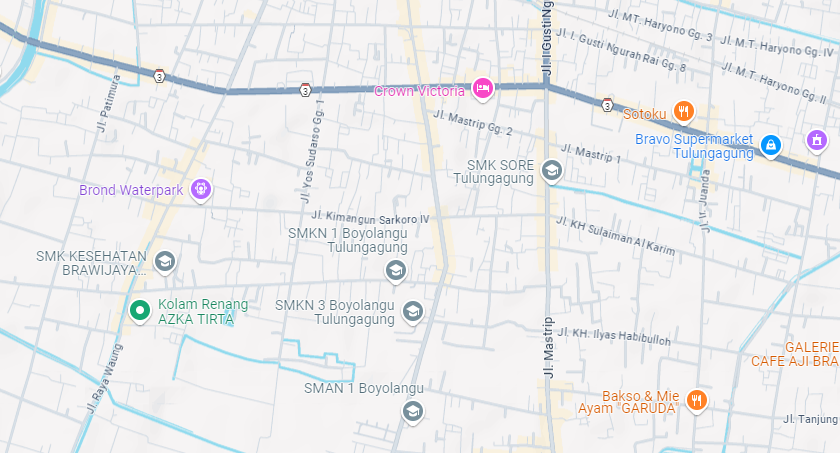 Jl. I Gusti Ng
Jl. MT. Haryono Gg. 3
Jl. M.T. Haryono Gg. IV
Jl. I. Gusti Ngurah Rai Gg. 8
Jl. M.T. Haryono Gg. II
3
Jl. Patimura
3
Crown Victoria
3
Sotoku
Jl. Yos Sudarso Gg. 1
Jl. Mastrip Gg. 2
Bravo Supermarket
Tulungagung
Jl. Mastrip 1
SMK SORE
Tulungagung
Jl. Ir. Juanda
Brond Waterpark
Jl. Kimangun Sarkoro IV
Jl. KH Sulaiman Al Karim
SMKN 1 Boyolangu
Tulungagung
SMK KESEHATAN
BRAWIJAYA...
Kolam Renang
AZKA TIRTA
SMKN 3 Boyolangu
Tulungagung
Jl. Mastrip
Jl. KH. Ilyas Habibulloh
GALERIE
CAFE AJI BRA
Jl. Raya Waung
SMAN 1 Boyolangu
Bakso & Mie
Ayam "GARUDA"
Jl. Tanjung